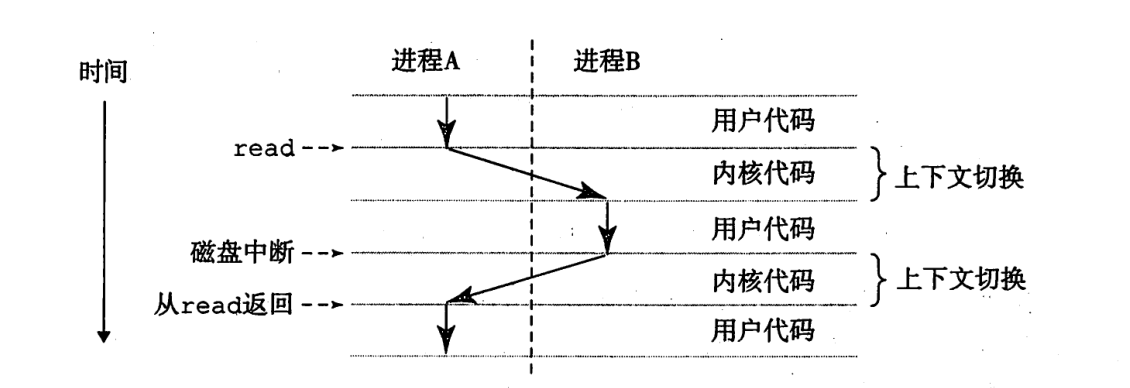 时间
进程A
进程B
用户代码
read
内核代码
上下文切换
用户代码
磁盘中断
内核代码
上下文切换
从read返回
用户代码